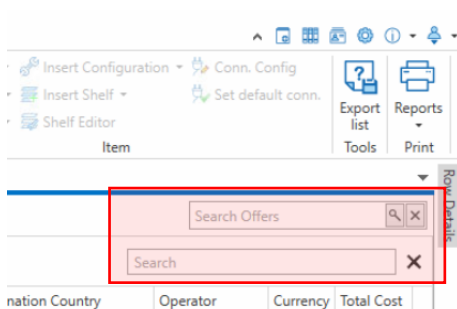 Insert Configuration Conn. Config
Insert Shelf Set default conn.
Shelf Editor
Export list
Reports
Item Tools Print
Row Details
Search Offers
Search
nation Country Operator Currency Total Cost